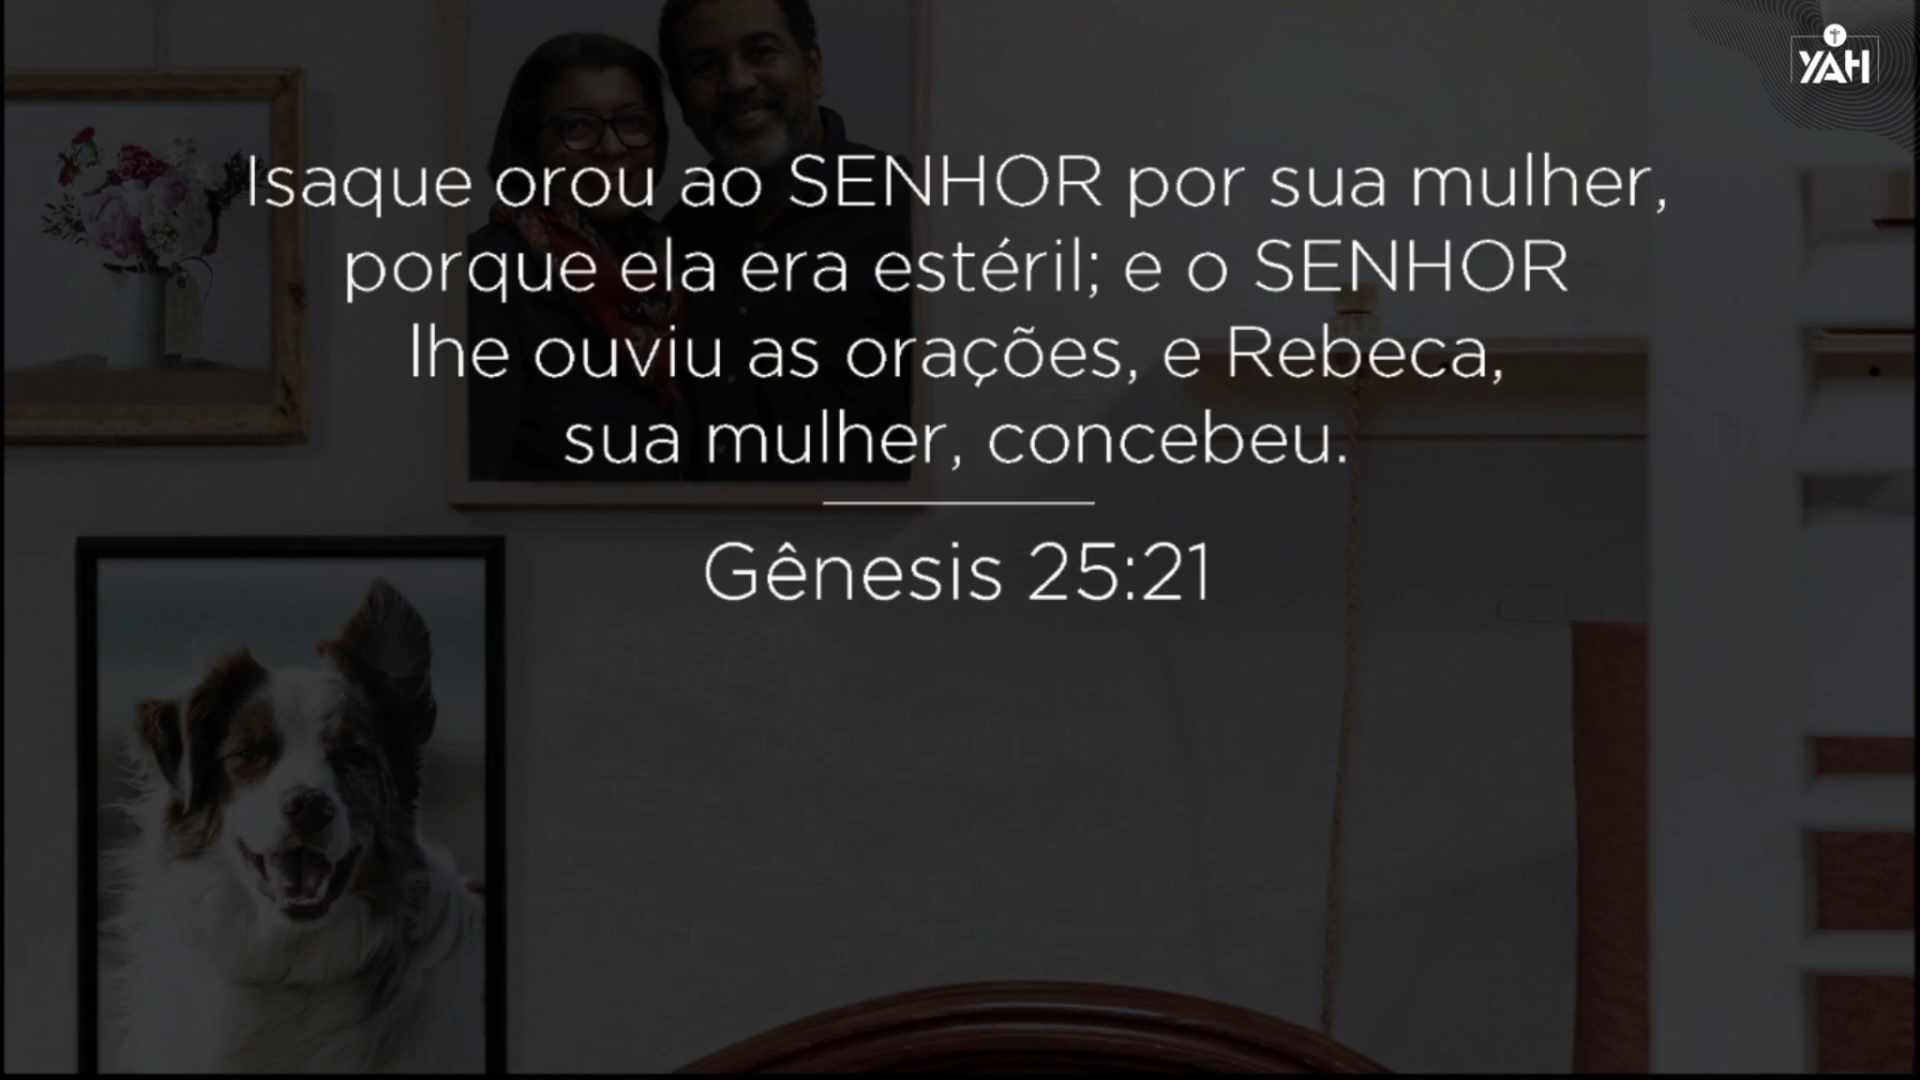 YAH
Isaque orou ao SENHOR por sua mulher,
porque ela era estéril; e o SENHOR
lhe ouviu as orações, e Rebeca,
sua mulher, concebeu.
Gênesis 25:21